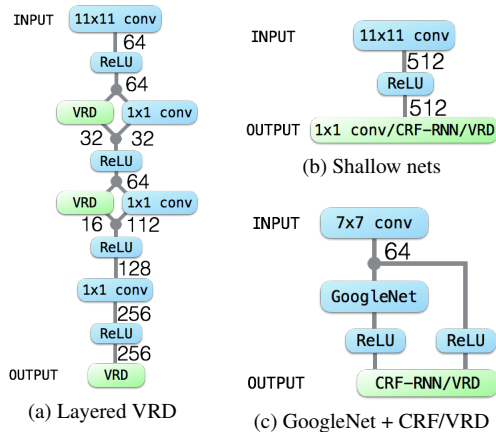 INPUT
11x11 conv
64
ReLU
64
VRD
1x1 conv
32
32
ReLU
64
VRD
1x1 conv
16
112
ReLU
128
1x1 conv
256
ReLU
256
OUTPUT
VRD
(a) Layered VRD
INPUT
11x11 conv
512
ReLU
512
OUTPUT
1x1 conv/CRF-RNN/VRD
(b) Shallow nets
INPUT
7x7 conv
64
GoogleNet
ReLU
ReLU
OUTPUT
CRF-RNN/VRD
(c) GoogleNet + CRF/VRD